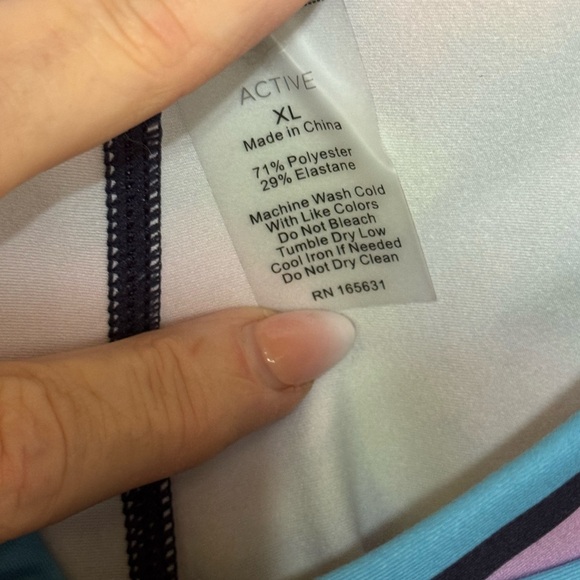 ACTIVE
XL
Made in China
71% Polyester
29% Elastane
Machine Wash Cold
With Like Colors
Do Not Bleach
Tumble Dry Low
Cool Iron If Needed
Do Not Dry Clean
RN 165631